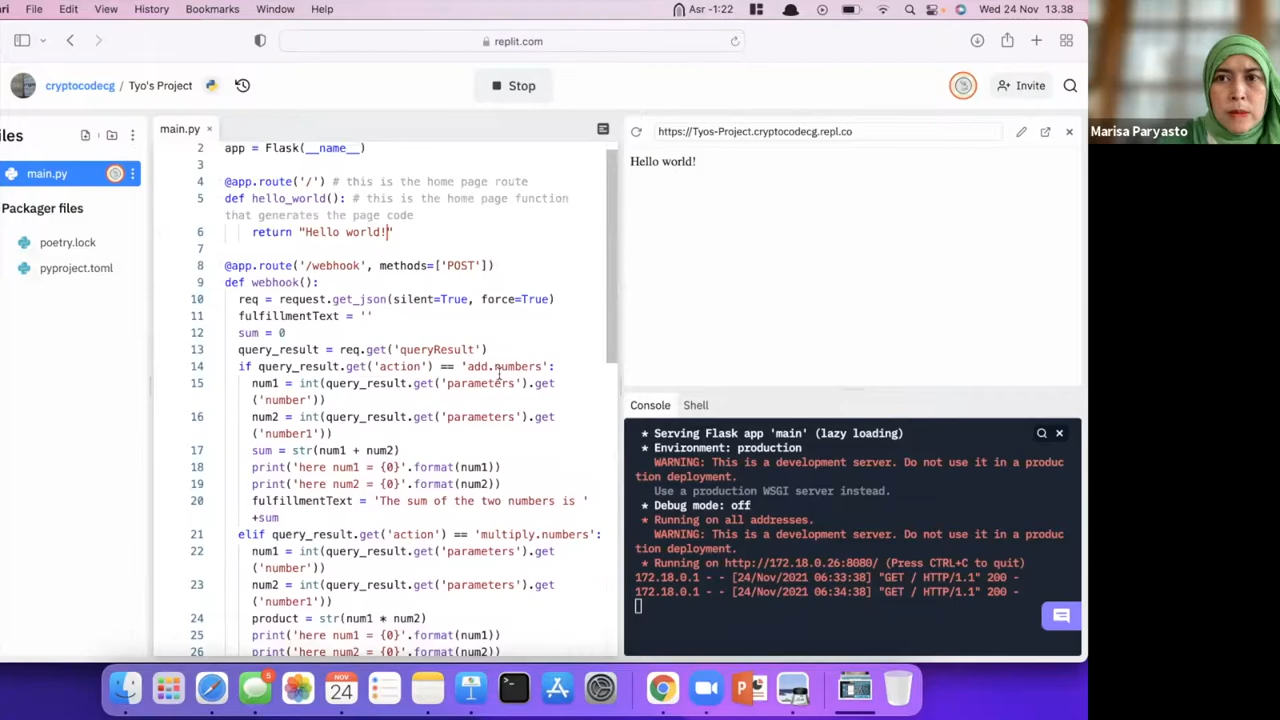 ri File Edit View History Bookmarks Window Help Asr -1:22 Wed 24 Nov 13.38
replit.com
cryptocodecg / Tyo's Project Stop Invite
iles
main.py
Packager files
poetry.lock
pyproject.toml
main.py ×
2 app = Flask(__name__)
3
4 @app.route('/') # this is the home page route
5 def hello_world(): # this is the home page function
that generates the page code
6 return "Hello world!"
7
8 @app.route('/webhook', methods=['POST'])
9 def webhook():
10 req = request.get_json(silent=True, force=True)
11 fulfillmentText = ''
12 sum = 0
13 query_result = req.get('queryResult')
14 if query_result.get('action') == 'add.numbers':
15 num1 = int(query_result.get('parameters').get
('number'))
16 num2 = int(query_result.get('parameters').get
('number1'))
17 sum = str(num1 + num2)
18 print('here num1 = {0}'.format(num1))
19 print('here num2 = {0}'.format(num2))
20 fulfillmentText = 'The sum of the two numbers is '
+sum
21 elif query_result.get('action') == 'multiply.numbers':
22 num1 = int(query_result.get('parameters').get
('number'))
23 num2 = int(query_result.get('parameters').get
('number1'))
24 product = str(num1 * num2)
25 print('here num1 = {0}'.format(num1))
26 print('here num2 = {0}'.format(num2))
https://Tyos-Project.cryptocodecg.repl.co
Hello world!
Console Shell
* Serving Flask app 'main' (lazy loading)
* Environment: production
WARNING: This is a development server. Do not use it in a produc
tion deployment.
Use a production WSGI server instead.
* Debug mode: off
* Running on all addresses.
WARNING: This is a development server. Do not use it in a produc
tion deployment.
* Running on http://172.18.0.26:8080/ (Press CTRL+C to quit)
172.18.0.1 - - [24/Nov/2021 06:33:38] "GET / HTTP/1.1" 200 -
172.18.0.1 - - [24/Nov/2021 06:34:38] "GET / HTTP/1.1" 200 -
Marisa Paryasto
5
NOV
24